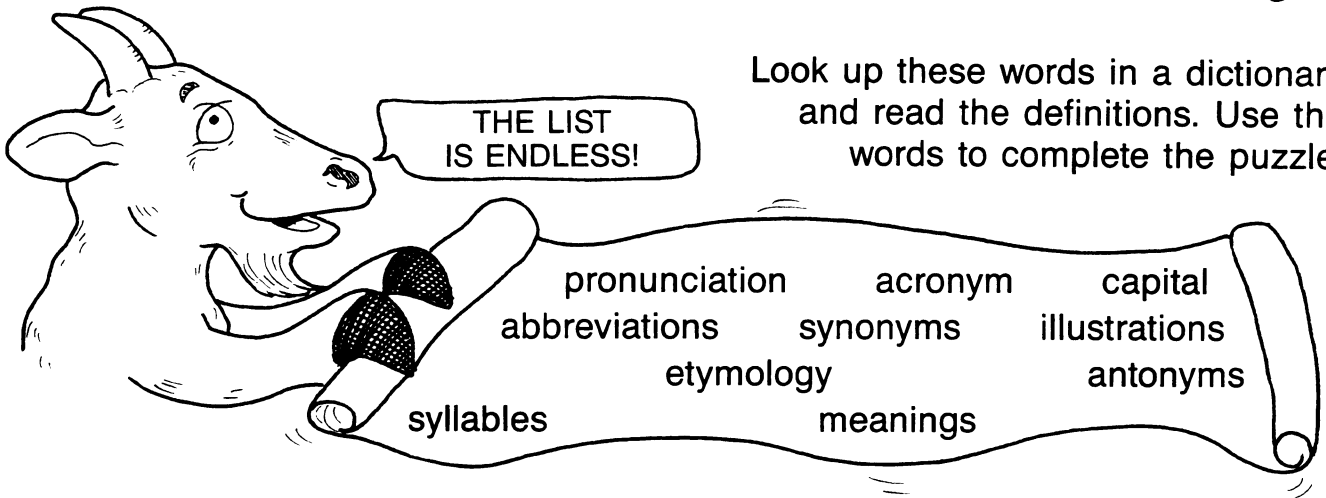 THE LIST
IS ENDLESS!
Look up these words in a
and read the definitions. Use
words to complete the
pronunciation acronym capital
abbreviations synonyms illustrations
etymology antonyms
syllables meanings